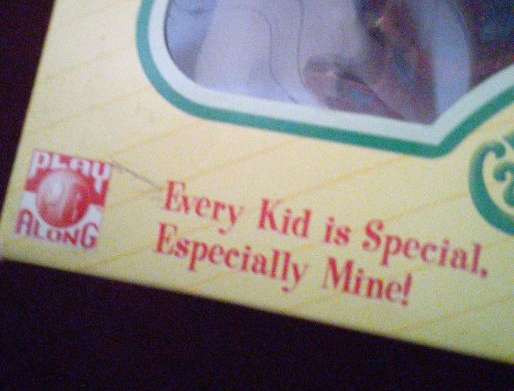 PLAY
ALONG
Every Kid is Special,
Especially Mine!